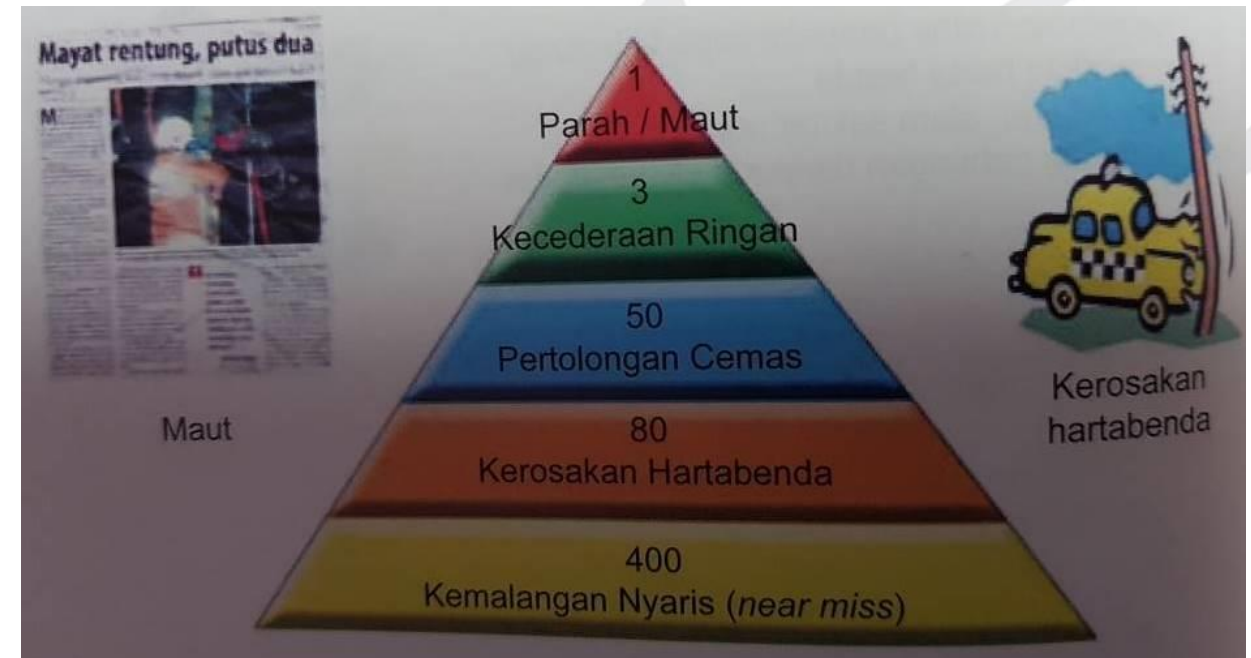 Mayat rentung, putus dua
M
1
Parah / Maut
3
Kecederaan Ringan
50
Pertolongan Cemas
80
Kerosakan Hartabenda
400
Kemalangan Nyaris (near miss)
Maut
Kerosakan
hartabenda